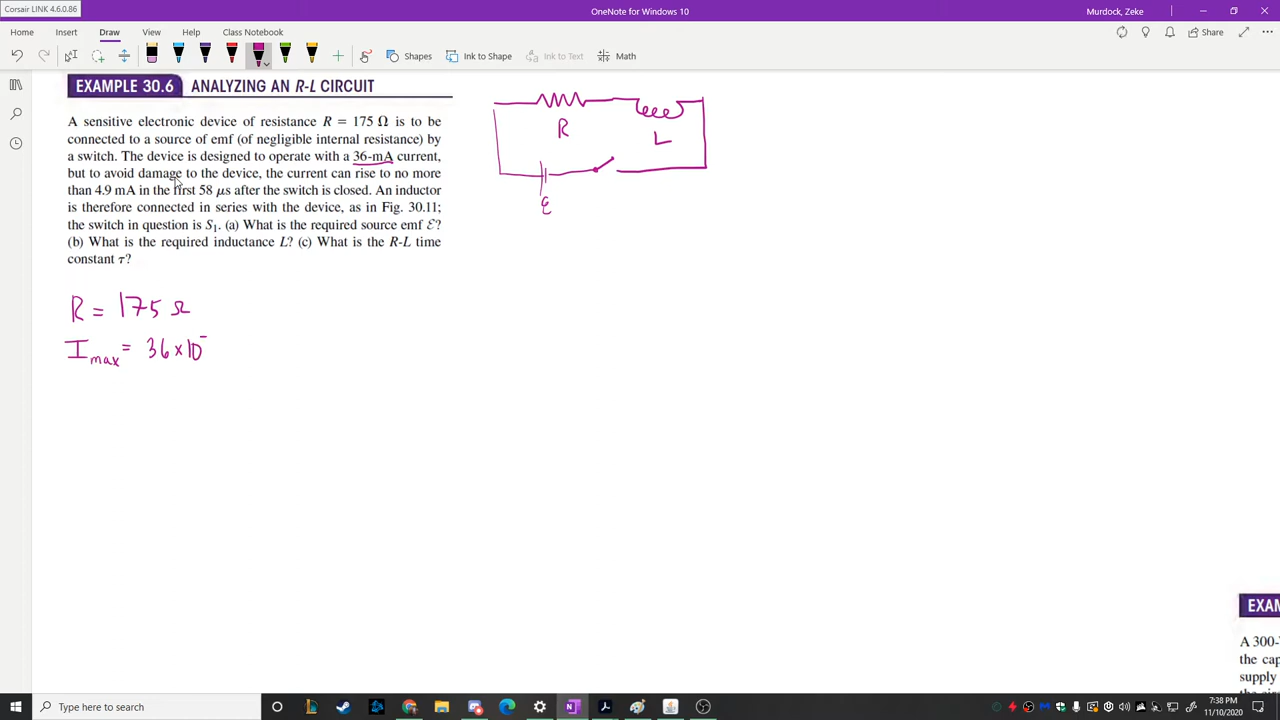 Corsair LINK 4.6.0.86
OneNote for Windows 10
Murdock, Zeke
Home Insert Draw View Help Class Notebook
Share
Shapes Ink to Shape Ink to Text Math
EXAMPLE 30.6 ANALYZING AN R-L CIRCUIT
A sensitive electronic device of resistance R = 175 Ω is to be
connected to a source of emf (of negligible internal resistance) by
a switch. The device is designed to operate with a 36-mA current,
but to avoid damage to the device, the current can rise to no more
than 4.9 mA in the first 58 μs after the switch is closed. An inductor
is therefore connected in series with the device, as in Fig. 30.11;
the switch in question is S₁. (a) What is the required source emf ℰ?
(b) What is the required inductance L? (c) What is the R-L time
constant τ?
R
L
ε
R = 175 Ω
I max = 36 × 10⁻
EXA
A 300-
the cap
supply
Type here to search
7:38 PM
11/10/2020